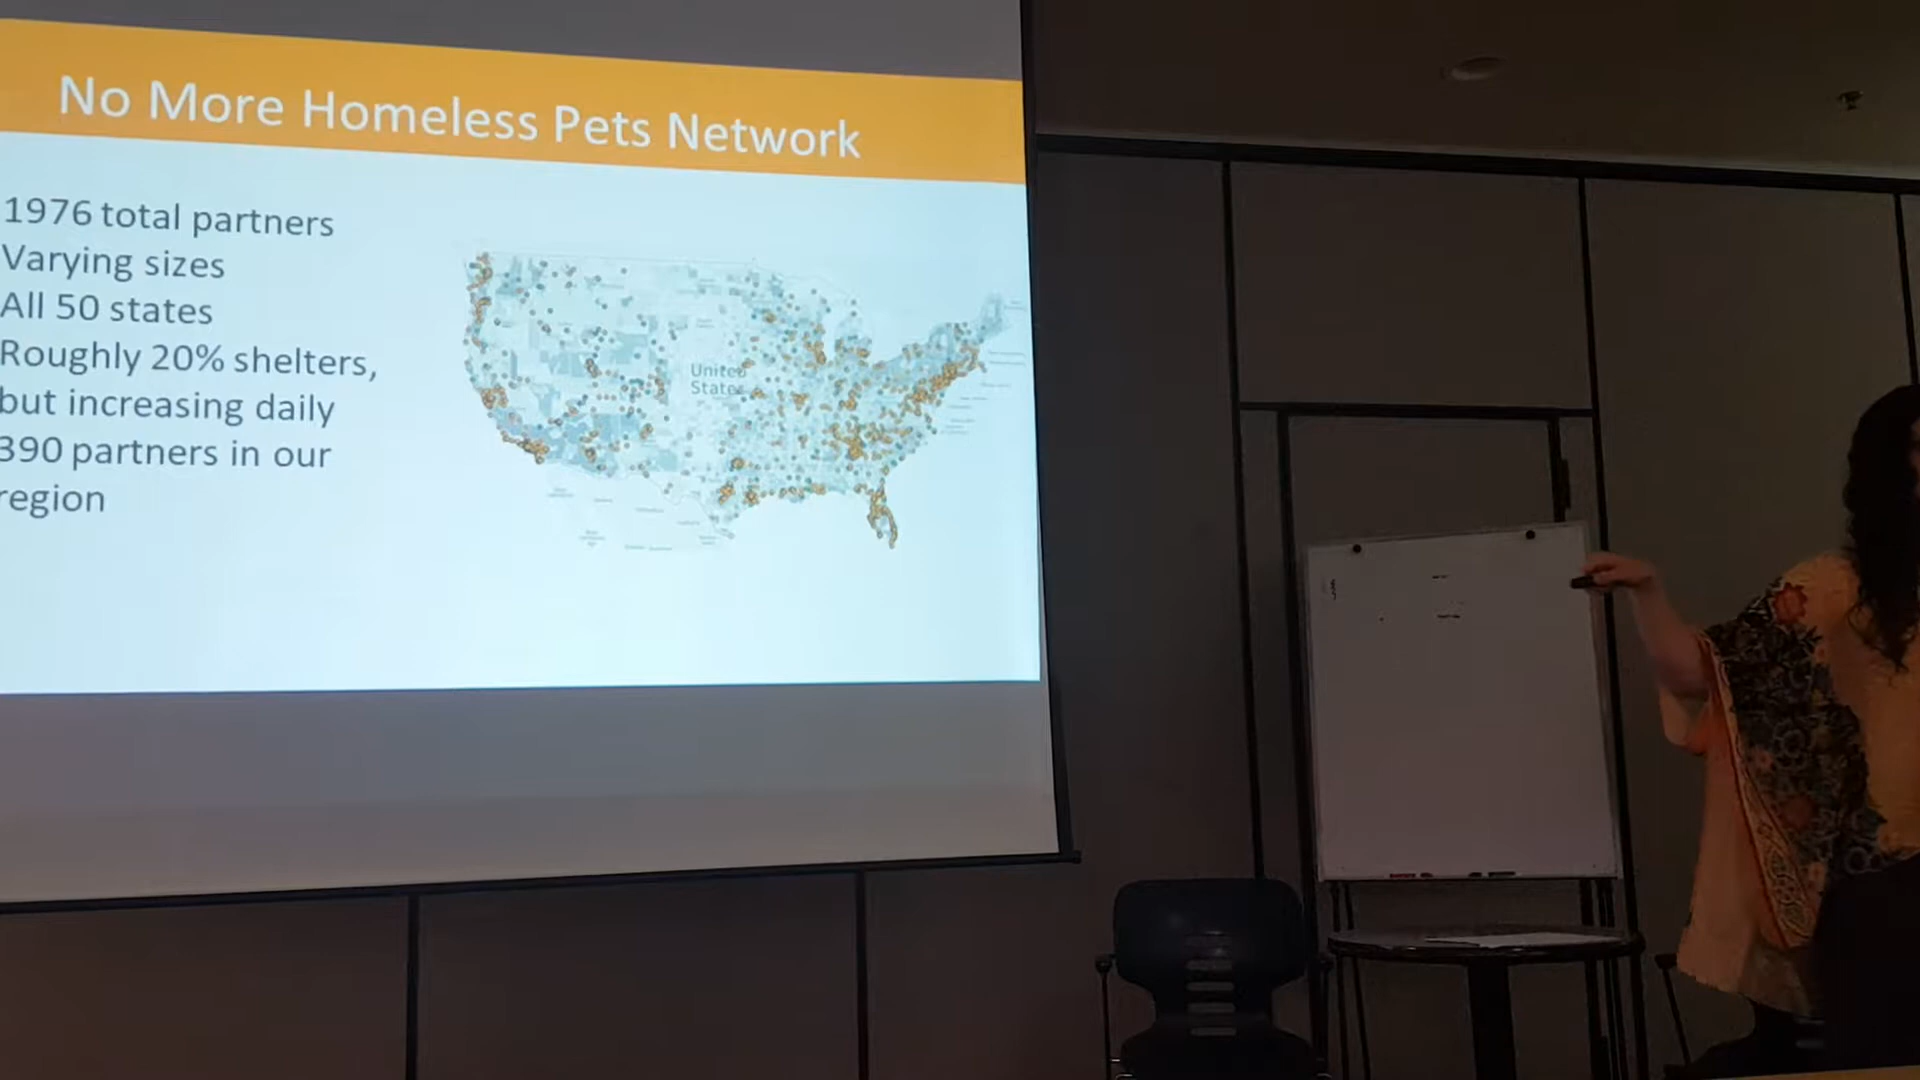 No More Homeless Pets Network
1976 total partners
Varying sizes
All 50 states
Roughly 20% shelters,
but increasing daily
390 partners in our
region
United
States